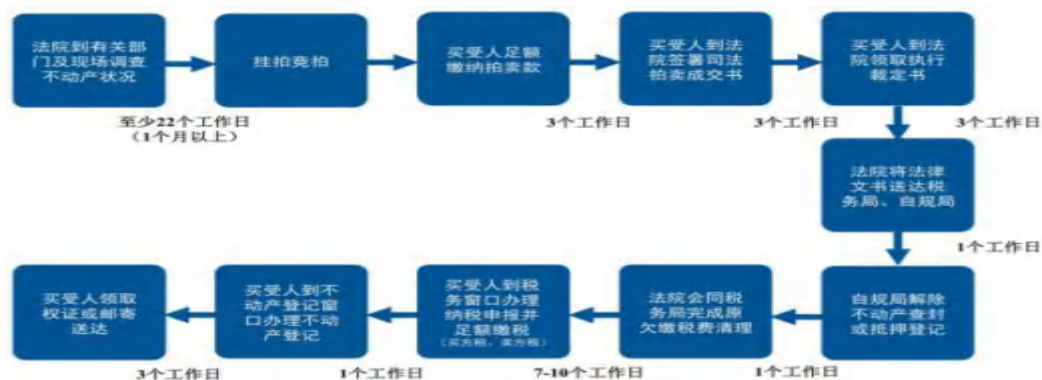 法院到有关部
门及现场调查
不动产状况
挂拍竞拍
买受人足额
缴纳拍卖款
买受人到法
院签署司法
拍卖成交书
买受人到法
院领取执行
裁定书
至少22个工作日
（1个月以上）
3个工作日
3个工作日
3个工作日
法院将法律
文书送达税
务局、自规局
1个工作日
自规局解除
不动产查封
或抵押登记
法院会同税
务局完成原
欠缴税费清理
买受人到税
务窗口办理
纳税申报并
足额缴税
（买方税、卖方税）
买受人到不
动产登记窗
口办理不动
产登记
买受人领取
权证或邮寄
送达
1个工作日
7-10个工作日
1个工作日
3个工作日